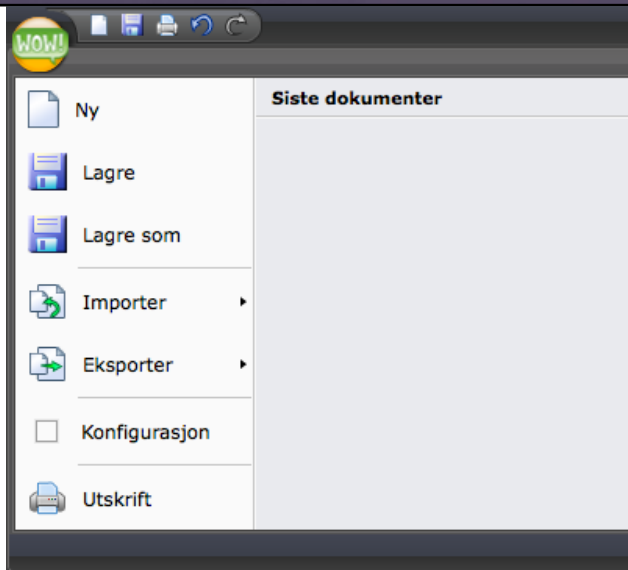 WOW!
Siste dokumenter
Ny
Lagre
Lagre som
Importer
Eksporter
Konfigurasjon
Utskrift